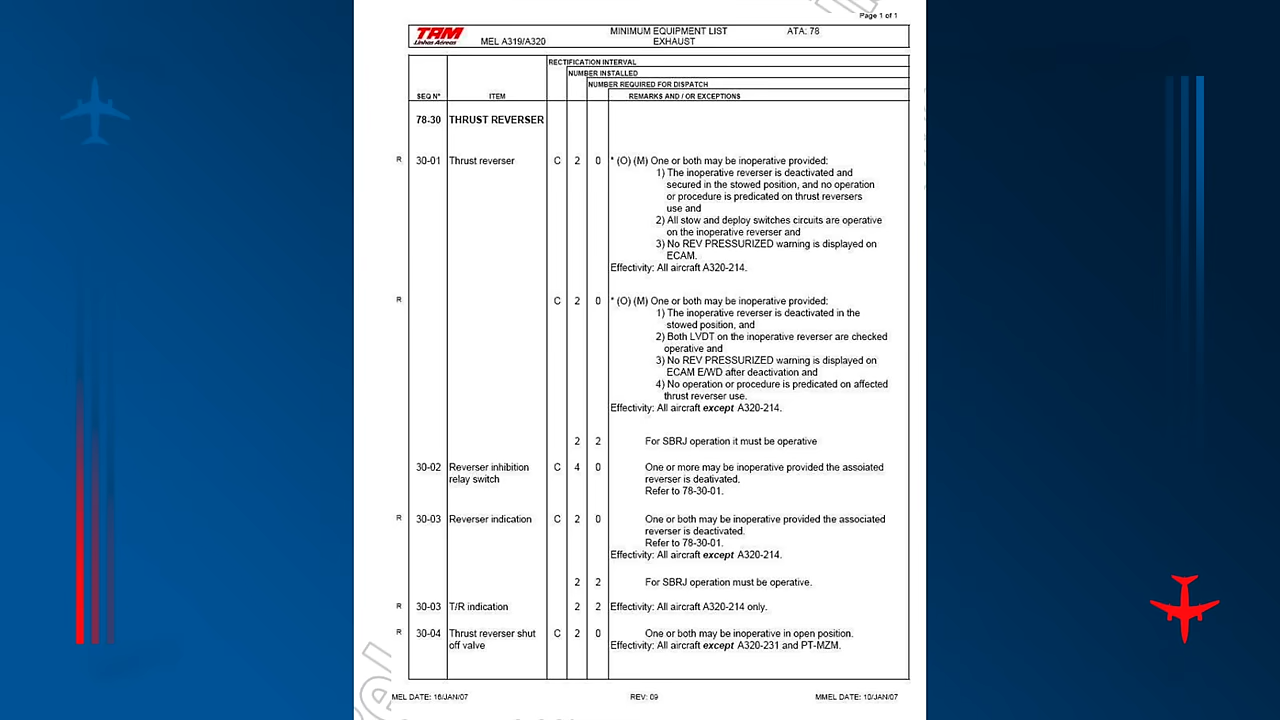 Page 1 of 1
TAM
Linhas Aéreas
MEL A319/A320
MINIMUM EQUIPMENT LIST
EXHAUST
ATA: 78
RECTIFICATION INTERVAL
NUMBER INSTALLED
NUMBER REQUIRED FOR DISPATCH
SEQ Nº ITEM REMARKS AND / OR EXCEPTIONS
78-30 THRUST REVERSER
R 30-01 Thrust reverser C 2 0 * (O) (M) One or both may be inoperative provided:
1) The inoperative reverser is deactivated and
secured in the stowed position, and no operation
or procedure is predicated on thrust reversers
use and
2) All stow and deploy switches circuits are operative
on the inoperative reverser and
3) No REV PRESSURIZED warning is displayed on
ECAM.
Effectivity: All aircraft A320-214.
R C 2 0 * (O) (M) One or both may be inoperative provided:
1) The inoperative reverser is deactivated in the
stowed position, and
2) Both LVDT on the inoperative reverser are checked
operative and
3) No REV PRESSURIZED warning is displayed on
ECAM E/WD after deactivation and
4) No operation or procedure is predicated on affected
thrust reverser use.
Effectivity: All aircraft except A320-214.
2 2 For SBRJ operation it must be operative
30-02 Reverser inhibition C 4 0 One or more may be inoperative provided the assoiated
relay switch reverser is deativated.
Refer to 78-30-01.
R 30-03 Reverser indication C 2 0 One or both may be inoperative provided the associated
reverser is deactivated.
Refer to 78-30-01.
Effectivity: All aircraft except A320-214.
2 2 For SBRJ operation must be operative.
R 30-03 T/R indication 2 2 Effectivity: All aircraft A320-214 only.
R 30-04 Thrust reverser shut C 2 0 One or both may be inoperative in open position.
off valve Effectivity: All aircraft except A320-231 and PT-MZM.
MEL DATE: 16/JAN/07 REV: 09 MMEL DATE: 10/JAN/07